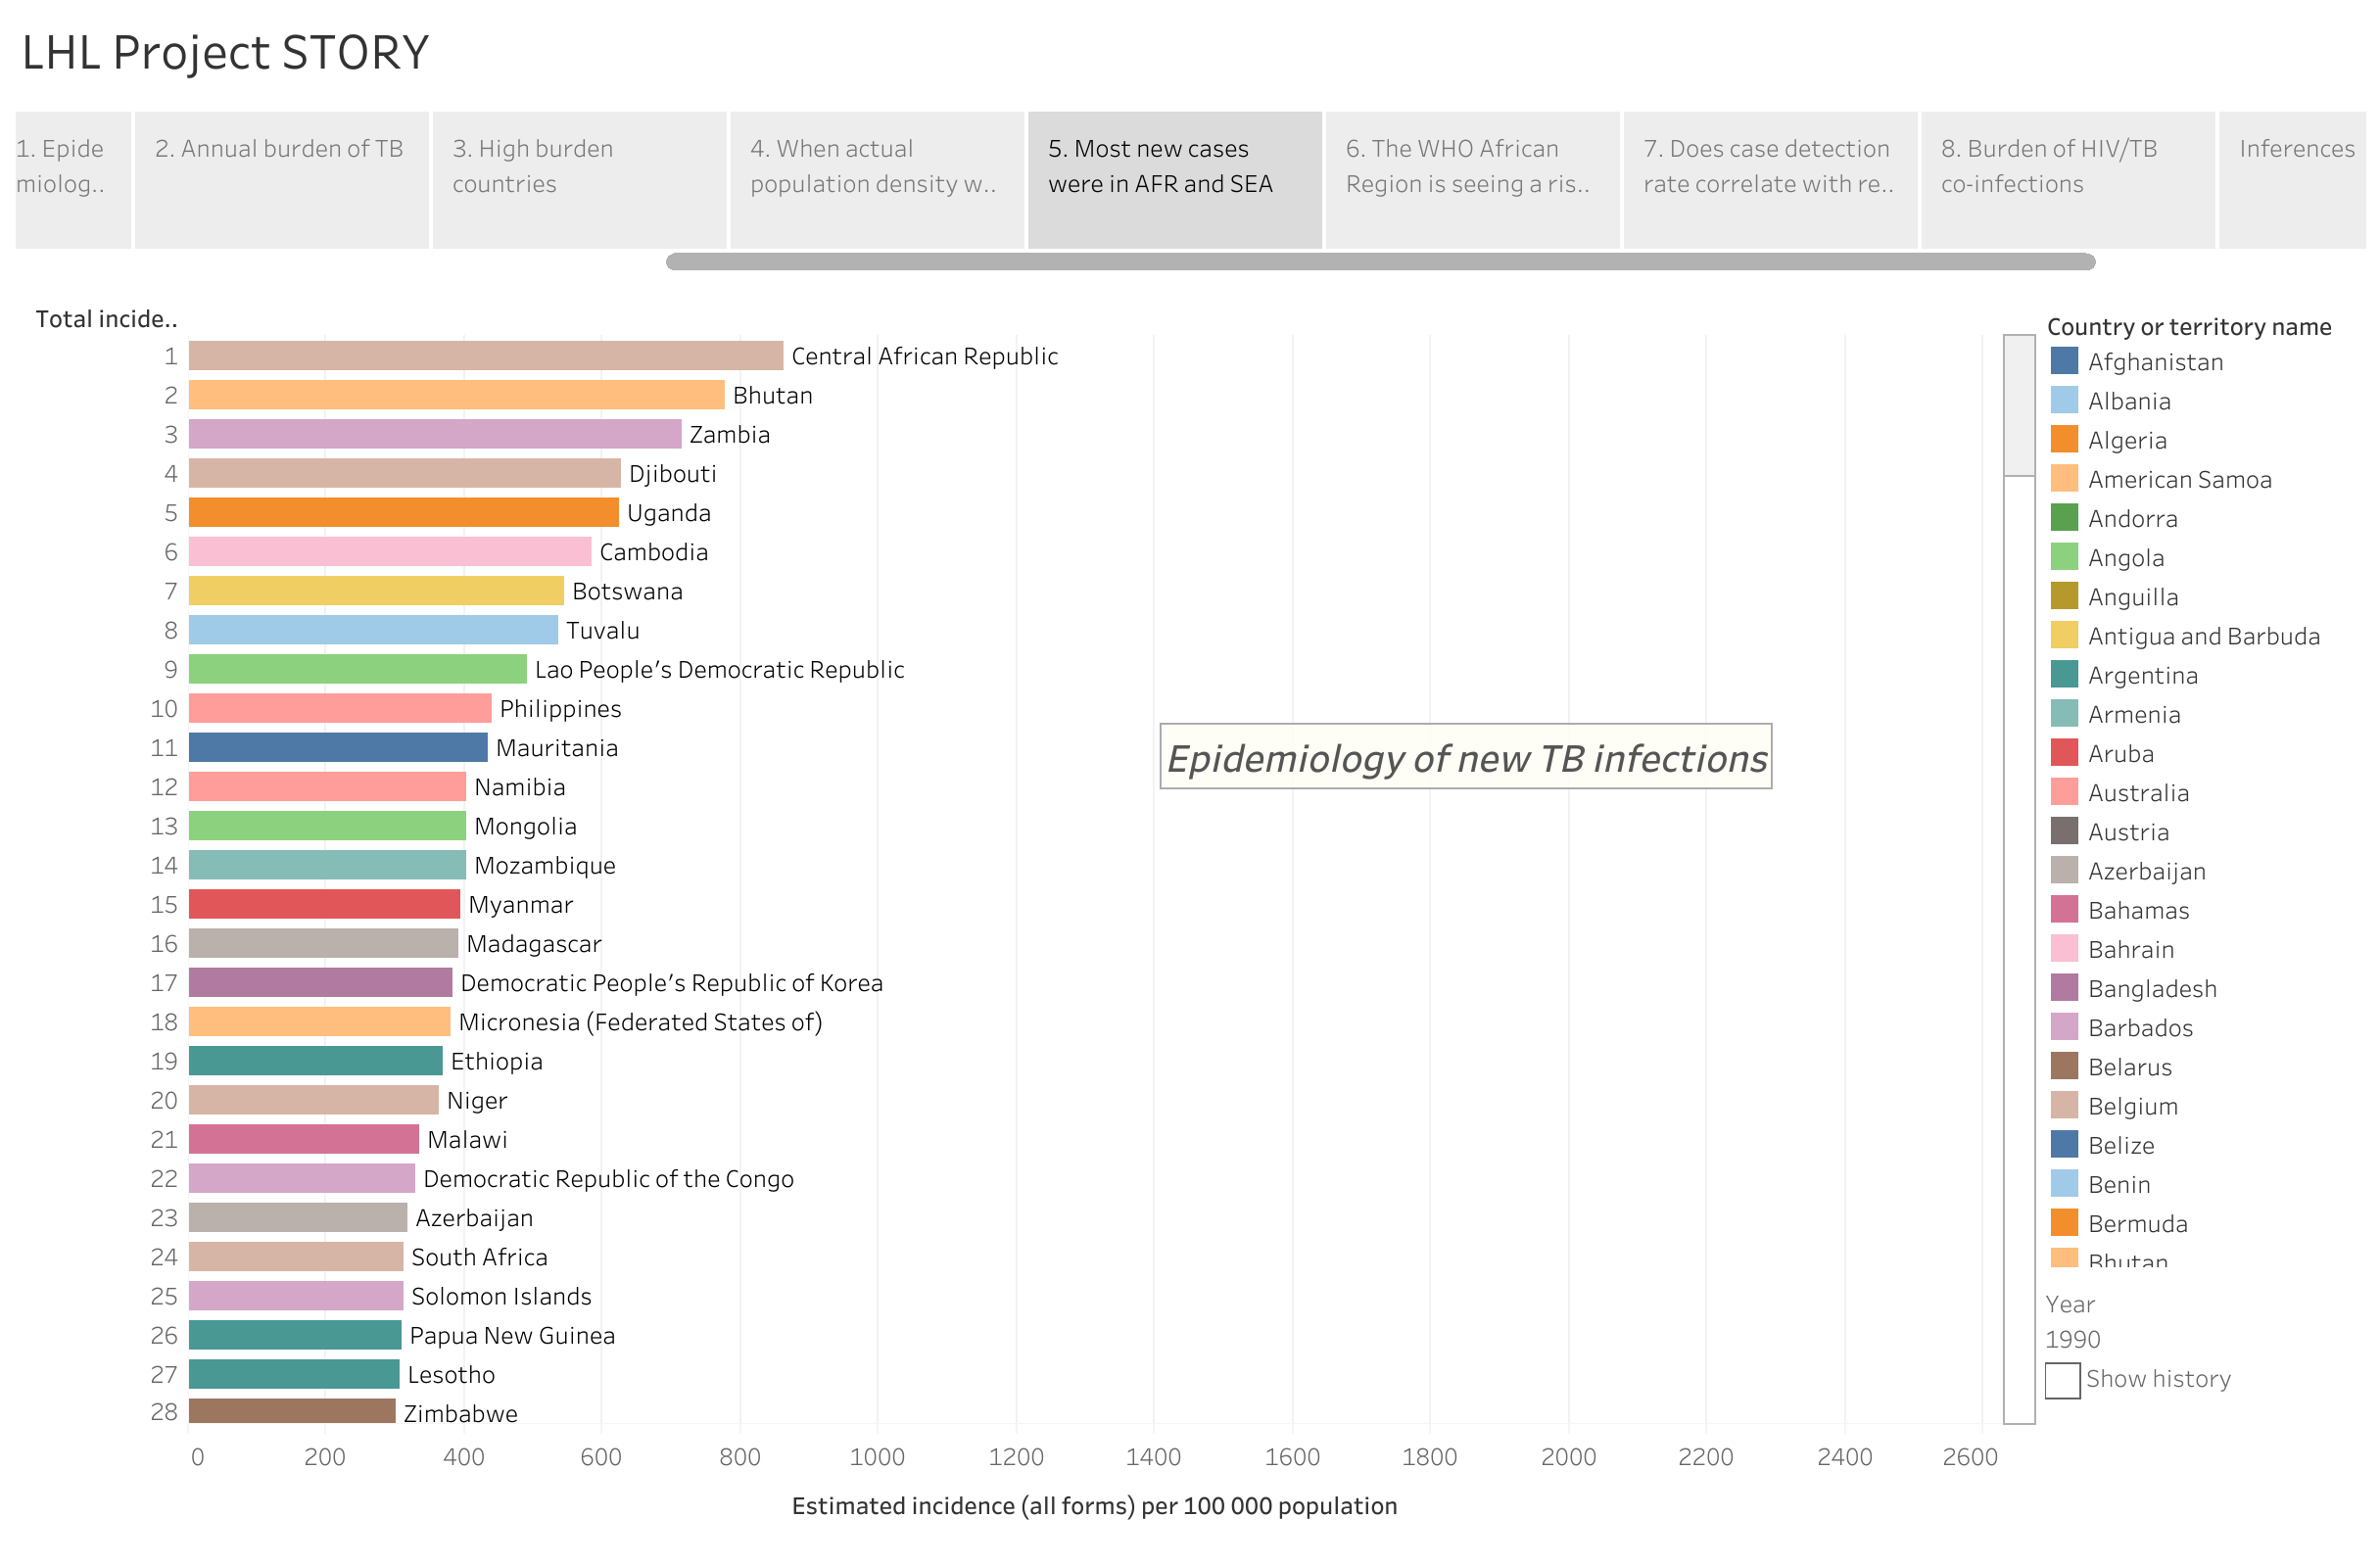 LHL Project STORY
1. Epide
miolog..
2. Annual burden of TB
3. High burden
countries
4. When actual
population density w..
5. Most new cases
were in AFR and SEA
6. The WHO African
Region is seeing a ris..
7. Does case detection
rate correlate with re..
8. Burden of HIV/TB
co-infections
Inferences
Total incide..
1 Central African Republic
2 Bhutan
3 Zambia
4 Djibouti
5 Uganda
6 Cambodia
7 Botswana
8 Tuvalu
9 Lao People's Democratic Republic
10 Philippines
11 Mauritania
12 Namibia
13 Mongolia
14 Mozambique
15 Myanmar
16 Madagascar
17 Democratic People's Republic of Korea
18 Micronesia (Federated States of)
19 Ethiopia
20 Niger
21 Malawi
22 Democratic Republic of the Congo
23 Azerbaijan
24 South Africa
25 Solomon Islands
26 Papua New Guinea
27 Lesotho
28 Zimbabwe
0 200 400 600 800 1000 1200 1400 1600 1800 2000 2200 2400 2600
Estimated incidence (all forms) per 100 000 population
Epidemiology of new TB infections
Country or territory name
Afghanistan
Albania
Algeria
American Samoa
Andorra
Angola
Anguilla
Antigua and Barbuda
Argentina
Armenia
Aruba
Australia
Austria
Azerbaijan
Bahamas
Bahrain
Bangladesh
Barbados
Belarus
Belgium
Belize
Benin
Bermuda
Bhutan
Year
1990
Show history